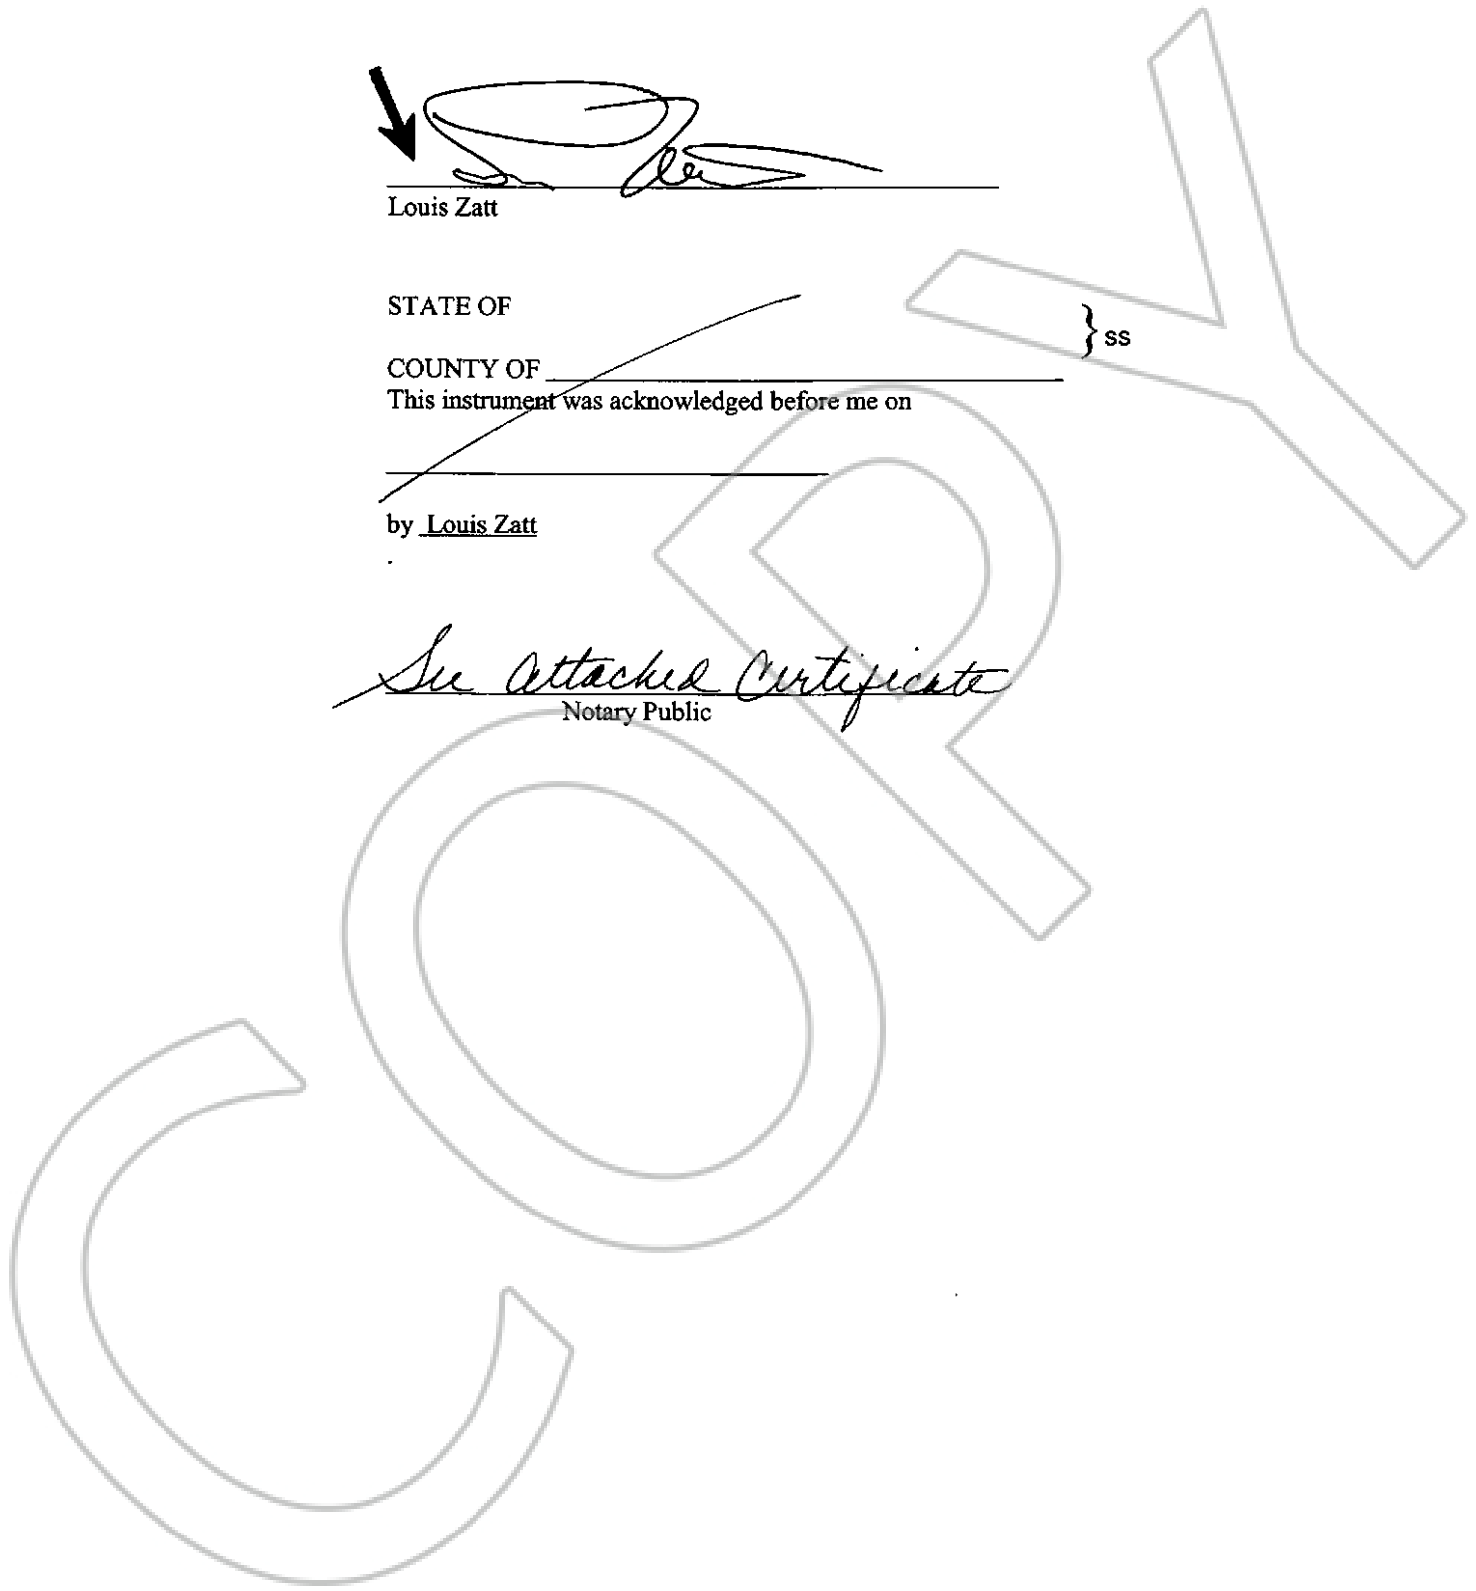 Louis Zatt
STATE OF
} ss
COUNTY OF
This instrument was acknowledged before me on
by Louis Zatt
See Attached Certificate
Notary Public
COPY